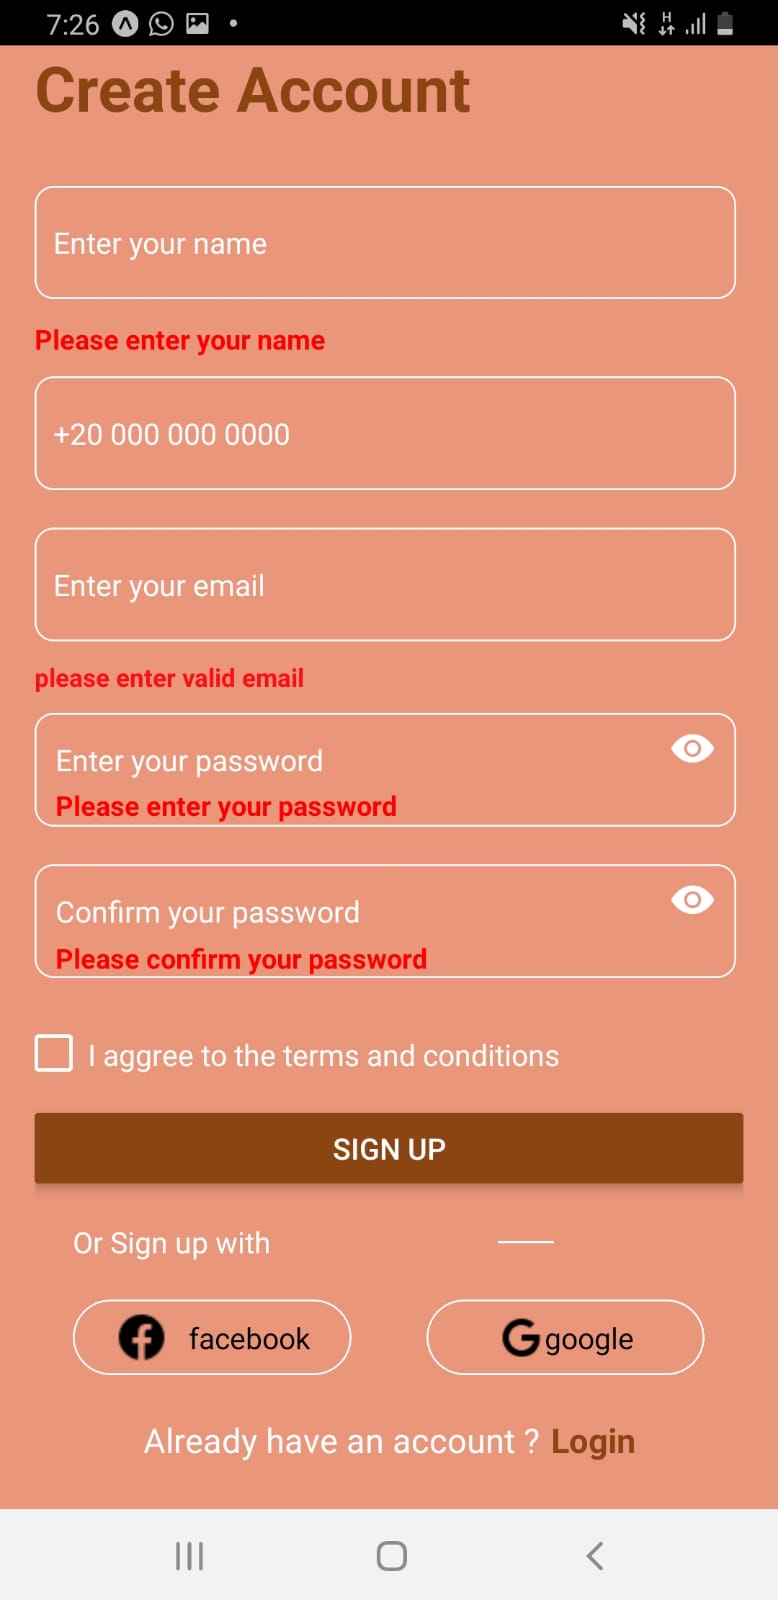 7:26
H
Create Account
Enter your name
Please enter your name
+20 000 000 0000
Enter your email
please enter valid email
Enter your password
Please enter your password
Confirm your password
Please confirm your password
I aggree to the terms and conditions
SIGN UP
Or Sign up with
facebook
Google
Already have an account ? Login